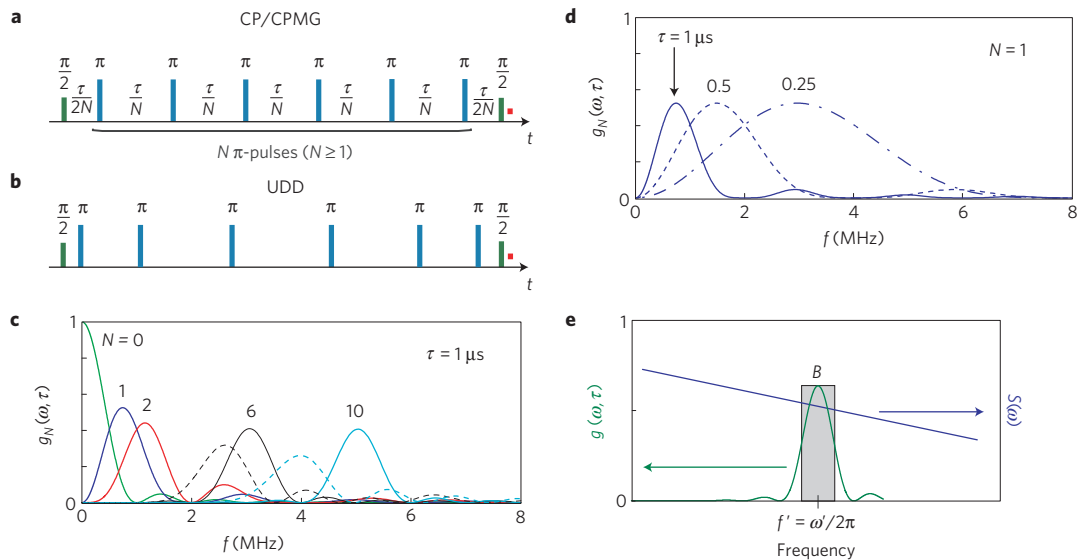 a
CP/CPMG
π/2 π π π π π π π/2
τ/2N τ/N τ/N τ/N τ/N τ/N τ/2N
t
N π-pulses (N ≥ 1)
b
UDD
π/2 π π π π π π π/2
t
c
1
N = 0
τ = 1 μs
1 2 6 10
g_N (ω, τ)
0
0 2 4 6 8
f (MHz)
d
1
τ = 1 μs
N = 1
0.5 0.25
g_N (ω, τ)
0
0 2 4 6 8
f (MHz)
e
1
B
g (ω, τ)
S(ω)
0
f′ = ω′/2π
Frequency